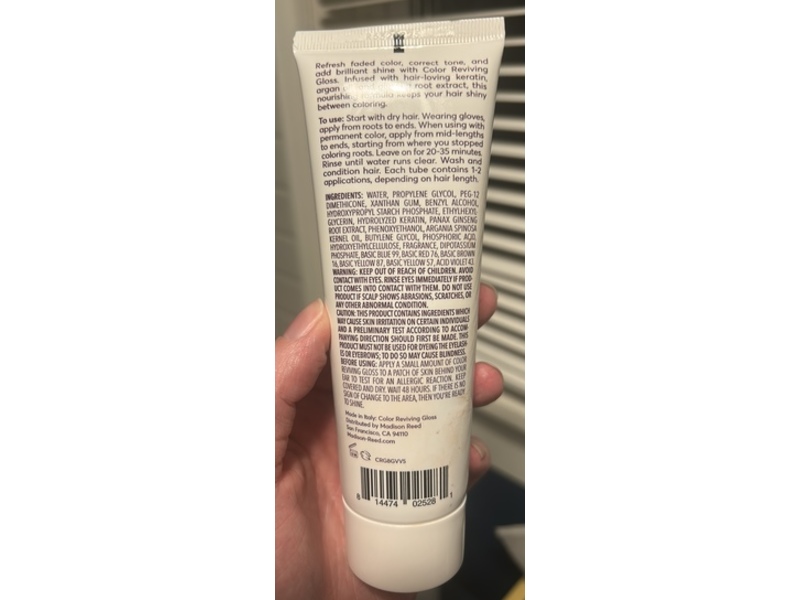 Refresh faded color, correct tone, and
add brilliant shine with Color Reviving
Gloss. Infused with hair-loving keratin,
argan root extract, this
nourishing formula keeps your hair shiny
between coloring.
To use: Start with dry hair. Wearing gloves,
apply from roots to ends. When using with
permanent color, apply from mid-lengths
to ends, starting from where you stopped
coloring roots. Leave on for 20-35 minutes.
Rinse until water runs clear. Wash and
condition hair. Each tube contains 1-2
applications, depending on hair length.
INGREDIENTS: WATER, PROPYLENE GLYCOL, PEG-12
DIMETHICONE, XANTHAN GUM, BENZYL ALCOHOL,
HYDROXYPROPYL STARCH PHOSPHATE, ETHYLHEXYL
GLYCERIN, HYDROLYZED KERATIN, PANAX GINSENG
ROOT EXTRACT, PHENOXYETHANOL, ARGANIA SPINOSA
KERNEL OIL, BUTYLENE GLYCOL, PHOSPHORIC ACID,
HYDROXYETHYLCELLULOSE, FRAGRANCE, DIPOTASSIUM
PHOSPHATE, BASIC BLUE 99, BASIC RED 76, BASIC BROWN
16, BASIC YELLOW 87, BASIC YELLOW 57, ACID VIOLET 43.
WARNING: KEEP OUT OF REACH OF CHILDREN. AVOID
CONTACT WITH EYES. RINSE EYES IMMEDIATELY IF PROD-
UCT COMES INTO CONTACT WITH THEM. DO NOT USE
PRODUCT IF SCALP SHOWS ABRASIONS, SCRATCHES, OR
ANY OTHER ABNORMAL CONDITION.
CAUTION: THIS PRODUCT CONTAINS INGREDIENTS WHICH
MAY CAUSE SKIN IRRITATION ON CERTAIN INDIVIDUALS
AND A PRELIMINARY TEST ACCORDING TO ACCOM-
PANYING DIRECTION SHOULD FIRST BE MADE. THIS
PRODUCT MUST NOT BE USED FOR DYEING THE EYELASH-
ES OR EYEBROWS; TO DO SO MAY CAUSE BLINDNESS.
BEFORE USING: APPLY A SMALL AMOUNT OF COLOR
REVIVING GLOSS TO A PATCH OF SKIN BEHIND YOUR
EAR TO TEST FOR AN ALLERGIC REACTION. KEEP
COVERED AND DRY. WAIT 48 HOURS. IF THERE IS NO
SIGN OF CHANGE TO THE AREA, THEN YOU'RE READY
TO SHINE.
Made in Italy: Color Reviving Gloss
Distributed by Madison Reed
San Francisco, CA 94110
Madison-Reed.com
CRGBGVV5
8 14474 02528 1